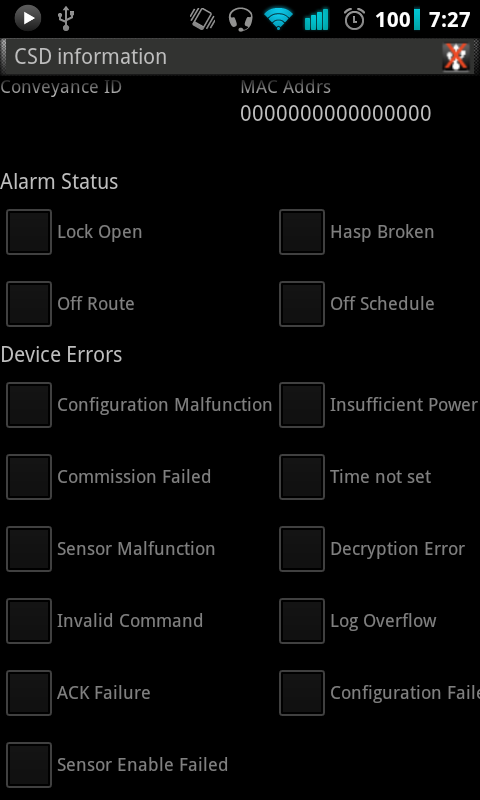 100 7:27
CSD information
Conveyance ID MAC Addrs
0000000000000000
Alarm Status
Lock Open Hasp Broken
Off Route Off Schedule
Device Errors
Configuration Malfunction Insufficient Power
Commission Failed Time not set
Sensor Malfunction Decryption Error
Invalid Command Log Overflow
ACK Failure Configuration Faile
Sensor Enable Failed